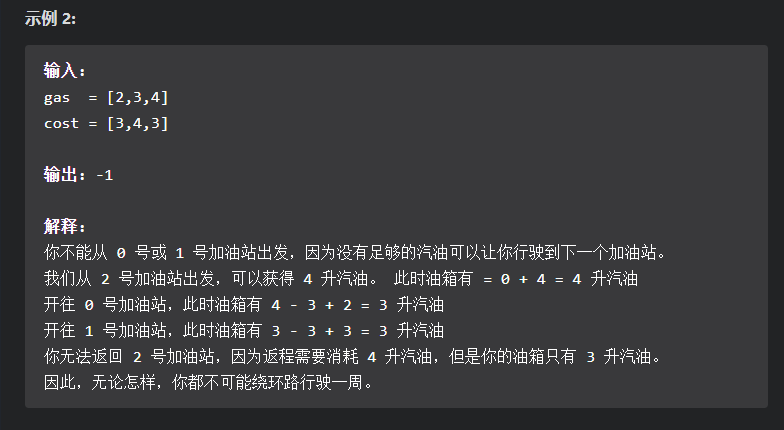 示例 2:
输入：
gas  = [2,3,4]
cost = [3,4,3]
输出：-1
解释：
你不能从 0 号或 1 号加油站出发，因为没有足够的汽油可以让你行驶到下一个加油站。
我们从 2 号加油站出发，可以获得 4 升汽油。 此时油箱有 = 0 + 4 = 4 升汽油
开往 0 号加油站，此时油箱有 4 - 3 + 2 = 3 升汽油
开往 1 号加油站，此时油箱有 3 - 3 + 3 = 3 升汽油
你无法返回 2 号加油站，因为返程需要消耗 4 升汽油，但是你的油箱只有 3 升汽油。
因此，无论怎样，你都不可能绕环路行驶一周。